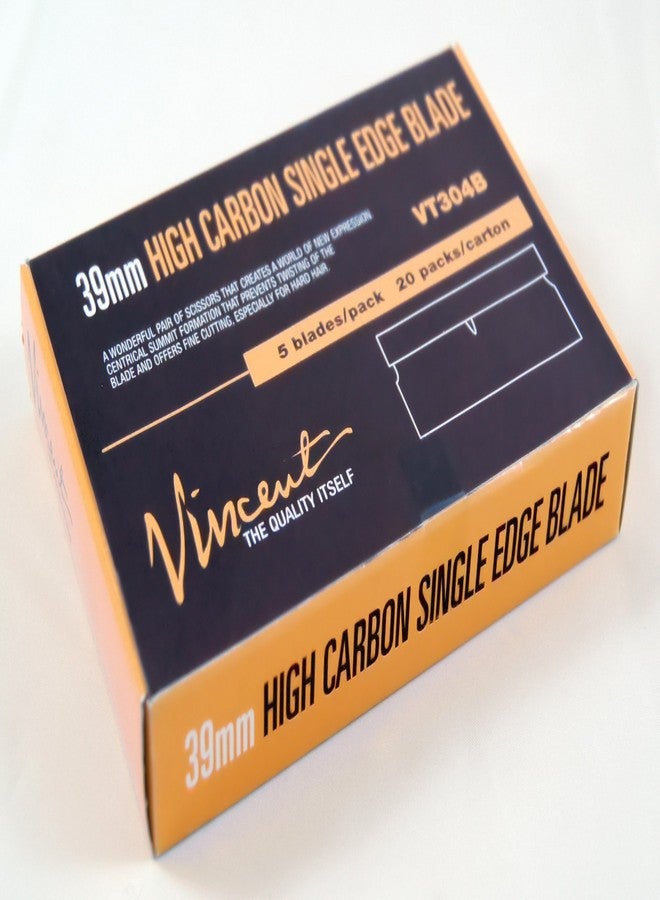 39mm HIGH CARBON SINGLE EDGE BLADE
VT304B
A WONDERFUL PAIR OF SCISSORS THAT CREATES A WORLD OF NEW EXPRESSION
CENTRICAL SUMMIT FORMATION THAT PREVENTS TWISTING OF THE
BLADE AND OFFERS FINE CUTTING, ESPECIALLY FOR HARD HAIR.
5 blades/pack 20 packs/carton
Vincent
THE QUALITY ITSELF
39mm HIGH CARBON SINGLE EDGE BLADE
Vincent